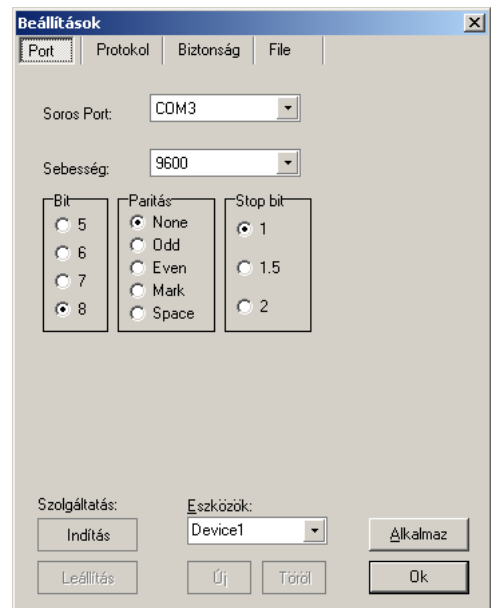 Beállítások
Port Protokol Biztonság File
Soros Port: COM3
Sebesség: 9600
Bit Paritás Stop bit
5 None 1
6 Odd 1.5
7 Even 2
8 Mark
Space
Szolgáltatás: Eszközök:
Indítás Device1 Alkalmaz
Leállítás Új Töröl Ok